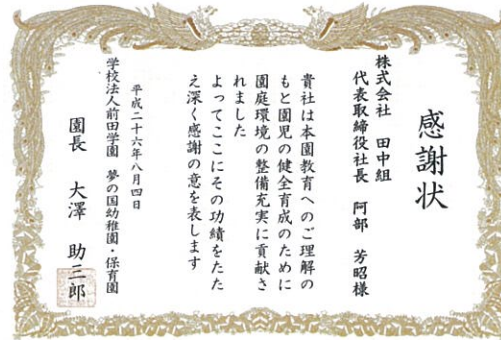 感謝状
株式会社 田中組
代表取締役社長 阿部 芳昭様
貴社は本園教育へのご理解の
もと園児の健全育成のために
園庭環境の整備充実に貢献さ
れました
よってここにその功績をたた
え深く感謝の意を表します
平成二十六年八月四日
学校法人前田学園 夢の国幼稚園・保育園
園長 大澤 助三郎